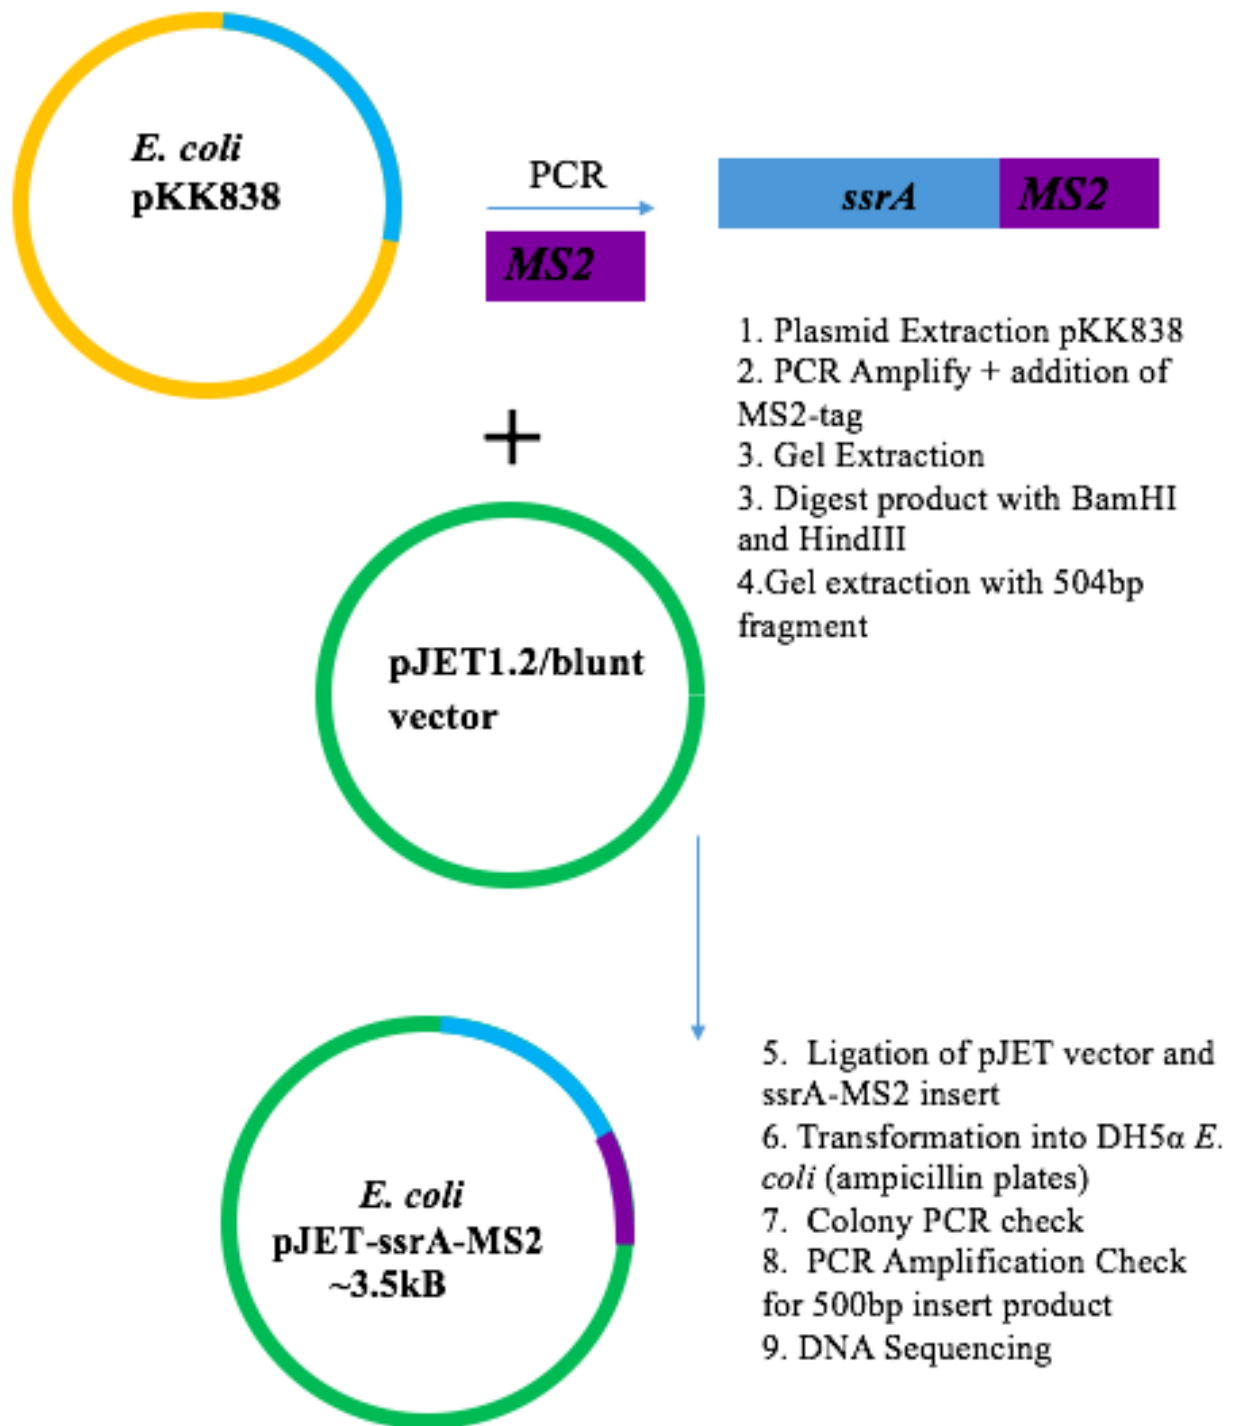 E. coli
pKK838
PCR
MS2
ssrA
MS2
1. Plasmid Extraction pKK838
2. PCR Amplify + addition of
MS2-tag
3. Gel Extraction
3. Digest product with BamHI
and HindIII
4.Gel extraction with 504bp
fragment
+
pJET1.2/blunt
vector
E. coli
pJET-ssrA-MS2
~3.5kB
5. Ligation of pJET vector and
ssrA-MS2 insert
6. Transformation into DH5α E.
coli (ampicillin plates)
7. Colony PCR check
8. PCR Amplification Check
for 500bp insert product
9. DNA Sequencing